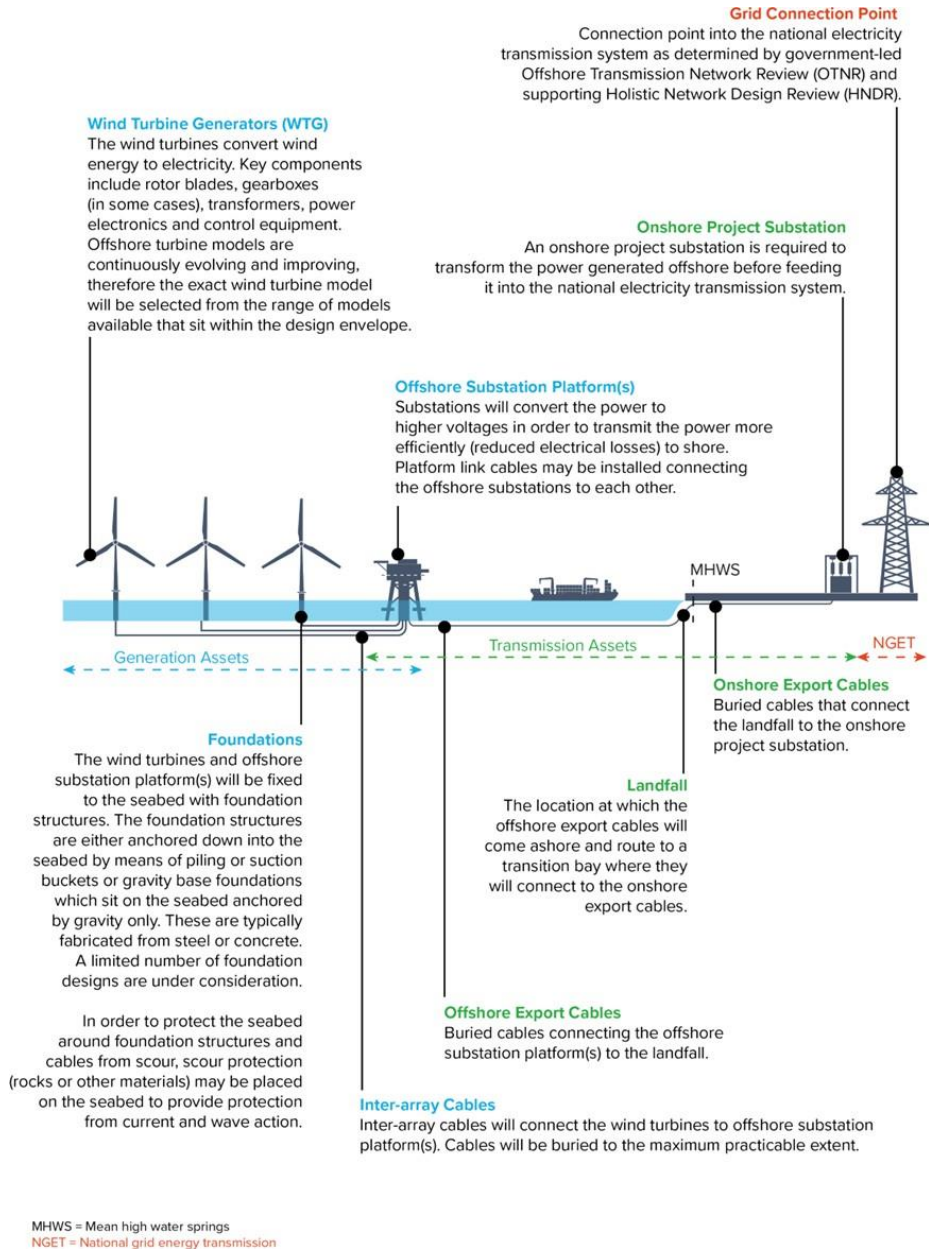 Grid Connection Point
Connection point into the national electricity
transmission system as determined by government-led
Offshore Transmission Network Review (OTNR) and
supporting Holistic Network Design Review (HNDR).
Wind Turbine Generators (WTG)
The wind turbines convert wind
energy to electricity. Key components
include rotor blades, gearboxes
(in some cases), transformers, power
electronics and control equipment.
Offshore turbine models are
continuously evolving and improving,
therefore the exact wind turbine model
will be selected from the range of models
available that sit within the design envelope.
Onshore Project Substation
An onshore project substation is required to
transform the power generated offshore before feeding
it into the national electricity transmission system.
Offshore Substation Platform(s)
Substations will convert the power to
higher voltages in order to transmit the power more
efficiently (reduced electrical losses) to shore.
Platform link cables may be installed connecting
the offshore substations to each other.
MHWS
Generation Assets
Transmission Assets
NGET
Onshore Export Cables
Buried cables that connect
the landfall to the onshore
project substation.
Foundations
The wind turbines and offshore
substation platform(s) will be fixed
to the seabed with foundation
structures. The foundation structures
are either anchored down into the
seabed by means of piling or suction
buckets or gravity base foundations
which sit on the seabed anchored
by gravity only. These are typically
fabricated from steel or concrete.
A limited number of foundation
designs are under consideration.
In order to protect the seabed
around foundation structures and
cables from scour, scour protection
(rocks or other materials) may be placed
on the seabed to provide protection
from current and wave action.
Landfall
The location at which the
offshore export cables will
come ashore and route to a
transition bay where they
will connect to the onshore
export cables.
Offshore Export Cables
Buried cables connecting the offshore
substation platform(s) to the landfall.
Inter-array Cables
Inter-array cables will connect the wind turbines to offshore substation
platform(s). Cables will be buried to the maximum practicable extent.
MHWS = Mean high water springs
NGET = National grid energy transmission